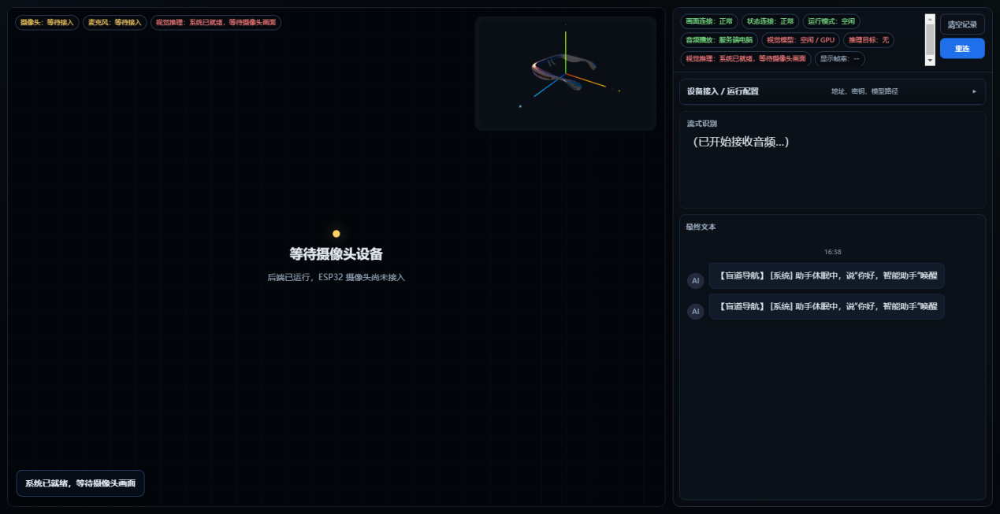 摄像头：等待接入 麦克风：等待接入 视觉推理：系统已就绪，等待摄像头画面
等待摄像头设备
后端已运行，ESP32 摄像头尚未接入
系统已就绪，等待摄像头画面
画面连接：正常 状态连接：正常 运行模式：空闲
音频播放：服务端电脑 视觉模型：空闲 / GPU 推理目标：无
视觉推理：系统已就绪，等待摄像头画面 显示帧率：--
清空记录
重连
设备接入 / 运行配置 地址、密钥、模型路径
流式识别
（已开始接收音频…）
最终文本
16:38
AI 【盲道导航】 [系统] 助手休眠中，说“你好，智能助手”唤醒
AI 【盲道导航】 [系统] 助手休眠中，说“你好，智能助手”唤醒